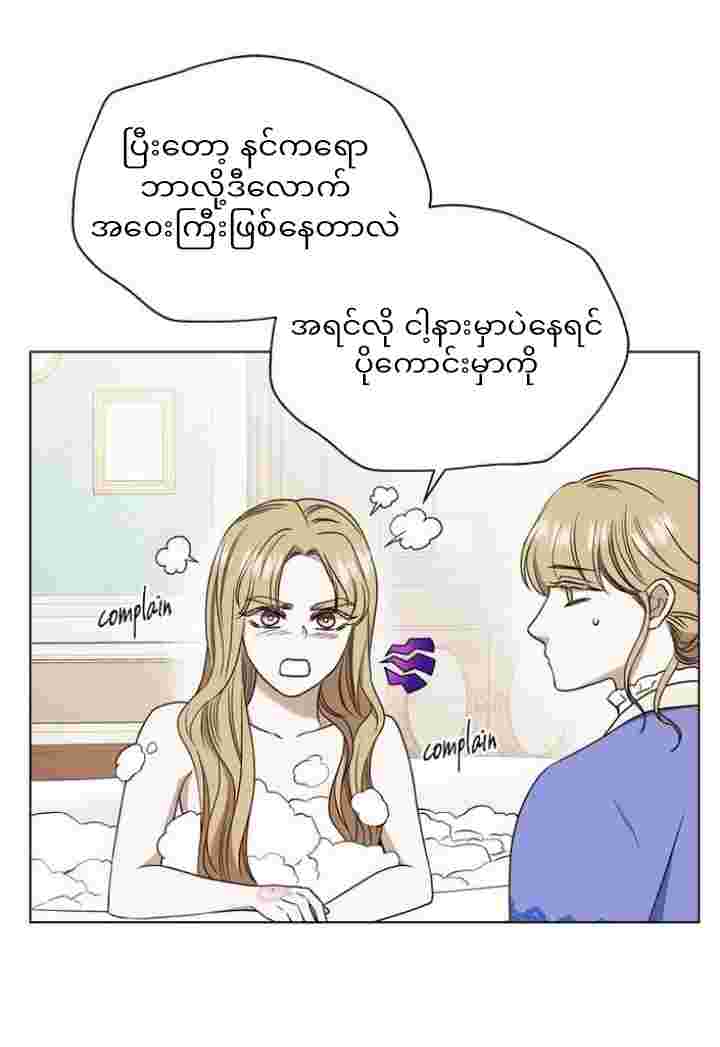 ပြီးတော့ နင်ကရော
ဘာလို့ဒီလောက်
အဝေးကြီးဖြစ်နေတာလဲ
အရင်လို ငါ့နားမှာပဲနေရင်
ပိုကောင်းမှာကို
complain
complain